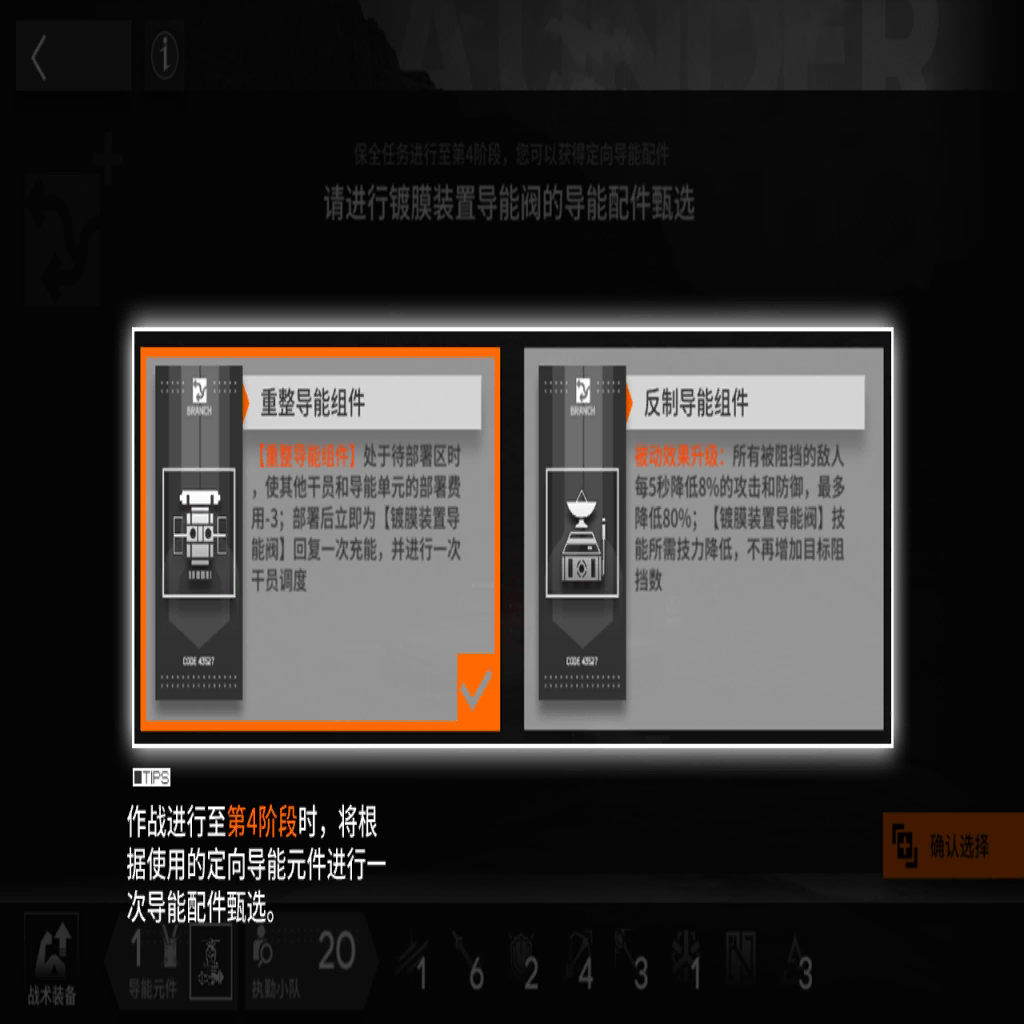 保全任务进行至第4阶段，您可以获得定向导能配件
请进行镀膜装置导能阀的导能配件甄选
BRANCH
重整导能组件
【重整导能组件】处于待部署区时
，使其他干员和导能单元的部署费
用-3；部署后立即为【镀膜装置导
能阀】回复一次充能，并进行一次
干员调度
CODE 43527
BRANCH
反制导能组件
被动效果升级：所有被阻挡的敌人
每5秒降低8%的攻击和防御，最多
降低80%；【镀膜装置导能阀】技
能所需技力降低，不再增加目标阻
挡数
CODE 43527
TIPS
作战进行至第4阶段时，将根
据使用的定向导能元件进行一
次导能配件甄选。
确认选择
战术装备
1
导能元件
执勤小队
20
1 6 2 4 3 1 3